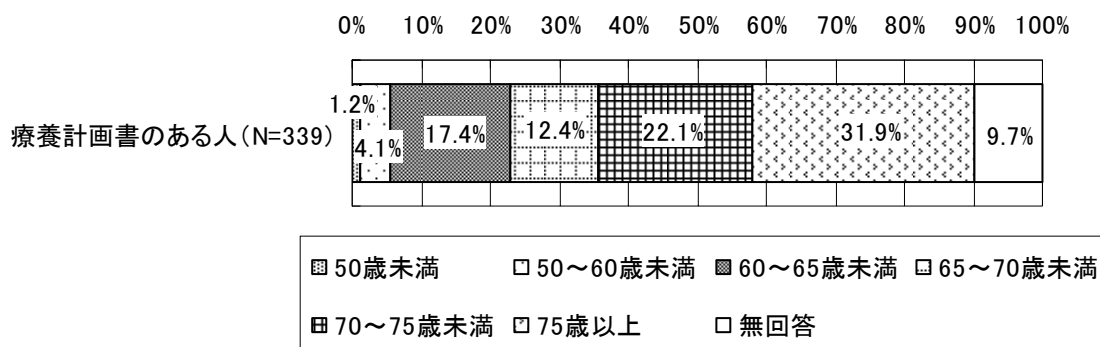 0% 10% 20% 30% 40% 50% 60% 70% 80% 90% 100%
1.2%
療養計画書のある人(N=339) 4.1% 17.4% 12.4% 22.1% 31.9% 9.7%
50歳未満 50～60歳未満 60～65歳未満 65～70歳未満
70～75歳未満 75歳以上 無回答